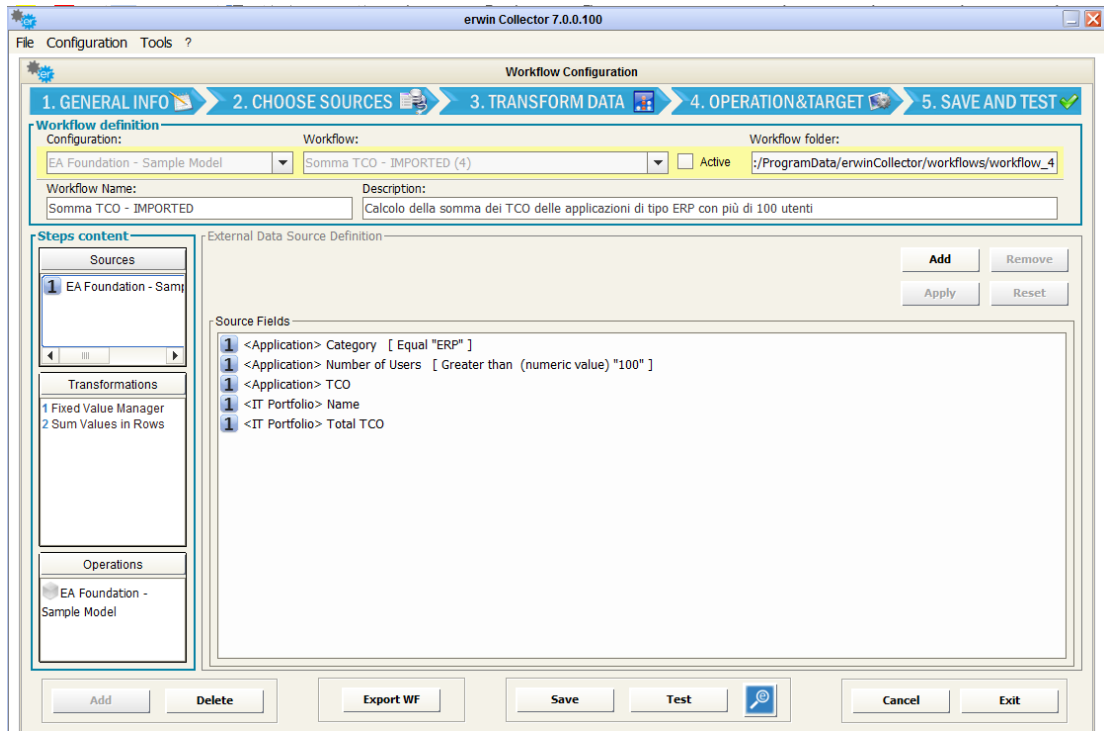 erwin Collector 7.0.0.100
File Configuration Tools ?
Workflow Configuration
1. GENERAL INFO 2. CHOOSE SOURCES 3. TRANSFORM DATA 4. OPERATION&TARGET 5. SAVE AND TEST
Workflow definition
Configuration: Workflow: Workflow folder:
EA Foundation - Sample Model Somma TCO - IMPORTED (4) Active :/ProgramData/erwinCollector/workflows/workflow_4
Workflow Name: Description:
Somma TCO - IMPORTED Calcolo della somma dei TCO delle applicazioni di tipo ERP con più di 100 utenti
Steps content
Sources
1 EA Foundation - Samp
Transformations
1 Fixed Value Manager
2 Sum Values in Rows
Operations
EA Foundation -
Sample Model
External Data Source Definition
Add Remove
Apply Reset
Source Fields
1 <Application> Category [ Equal "ERP" ]
1 <Application> Number of Users [ Greater than (numeric value) "100" ]
1 <Application> TCO
1 <IT Portfolio> Name
1 <IT Portfolio> Total TCO
Add Delete Export WF Save Test Cancel Exit